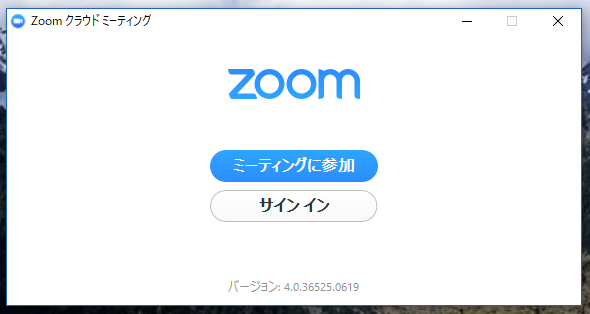 Zoom クラウド ミーティング
zoom
ミーティングに参加
サイン イン
バージョン: 4.0.36525.0619